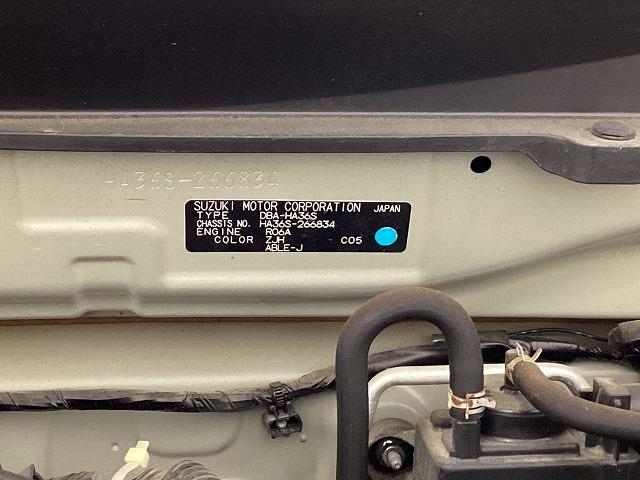 HA36S-266834
SUZUKI MOTOR CORPORATION JAPAN
TYPE DBA-HA36S
CHASSIS NO. HA36S-266834
ENGINE R06A
COLOR ZJH C05
ABLE-J